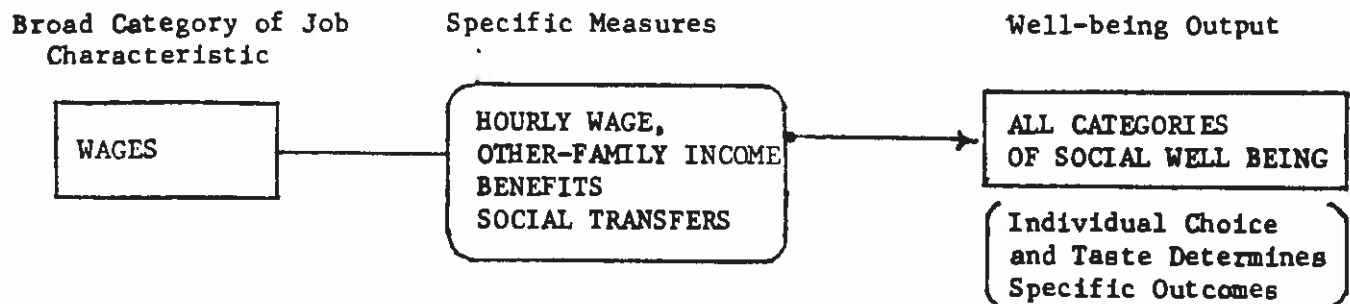 Broad Category of Job Characteristic
Specific Measures
Well-being Output
WAGES
HOURLY WAGE,
OTHER-FAMILY INCOME
BENEFITS
SOCIAL TRANSFERS
ALL CATEGORIES
OF SOCIAL WELL BEING
Individual Choice
and Taste Determines
Specific Outcomes